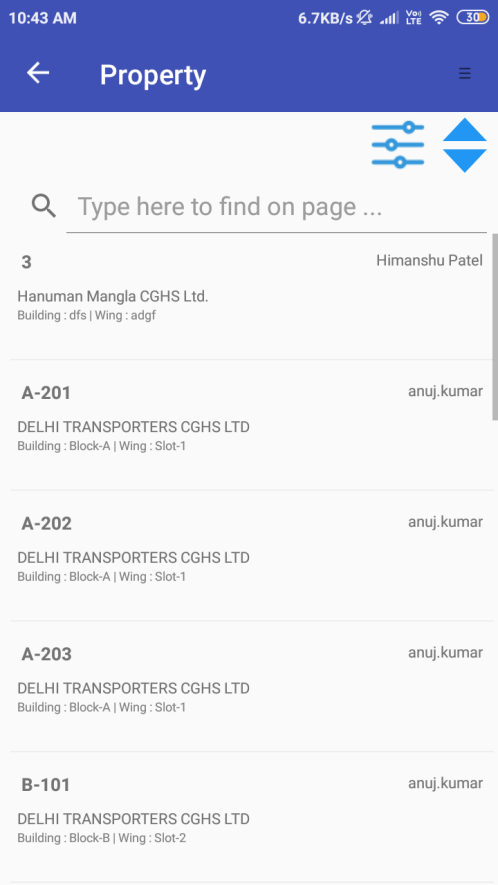 10:43 AM 6.7KB/s Vo LTE 30
Property
Type here to find on page ...
3 Himanshu Patel
Hanuman Mangla CGHS Ltd.
Building : dfs | Wing : adgf
A-201 anuj.kumar
DELHI TRANSPORTERS CGHS LTD
Building : Block-A | Wing : Slot-1
A-202 anuj.kumar
DELHI TRANSPORTERS CGHS LTD
Building : Block-A | Wing : Slot-1
A-203 anuj.kumar
DELHI TRANSPORTERS CGHS LTD
Building : Block-A | Wing : Slot-1
B-101 anuj.kumar
DELHI TRANSPORTERS CGHS LTD
Building : Block-B | Wing : Slot-2